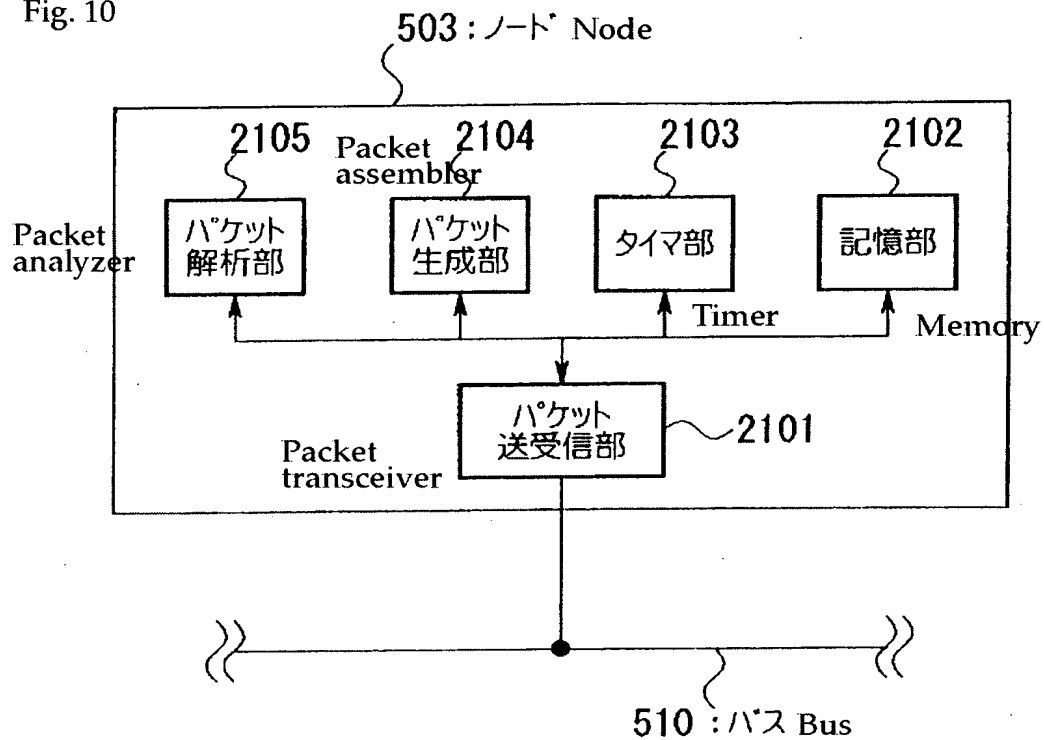 Fig. 10
503 : ノード Node
2105
Packet
assembler
2104
2103
2102
Packet
analyzer
パケット
解析部
パケット
生成部
タイマ部
記憶部
Timer
Memory
パケット
送受信部
2101
Packet
transceiver
510 : バス Bus